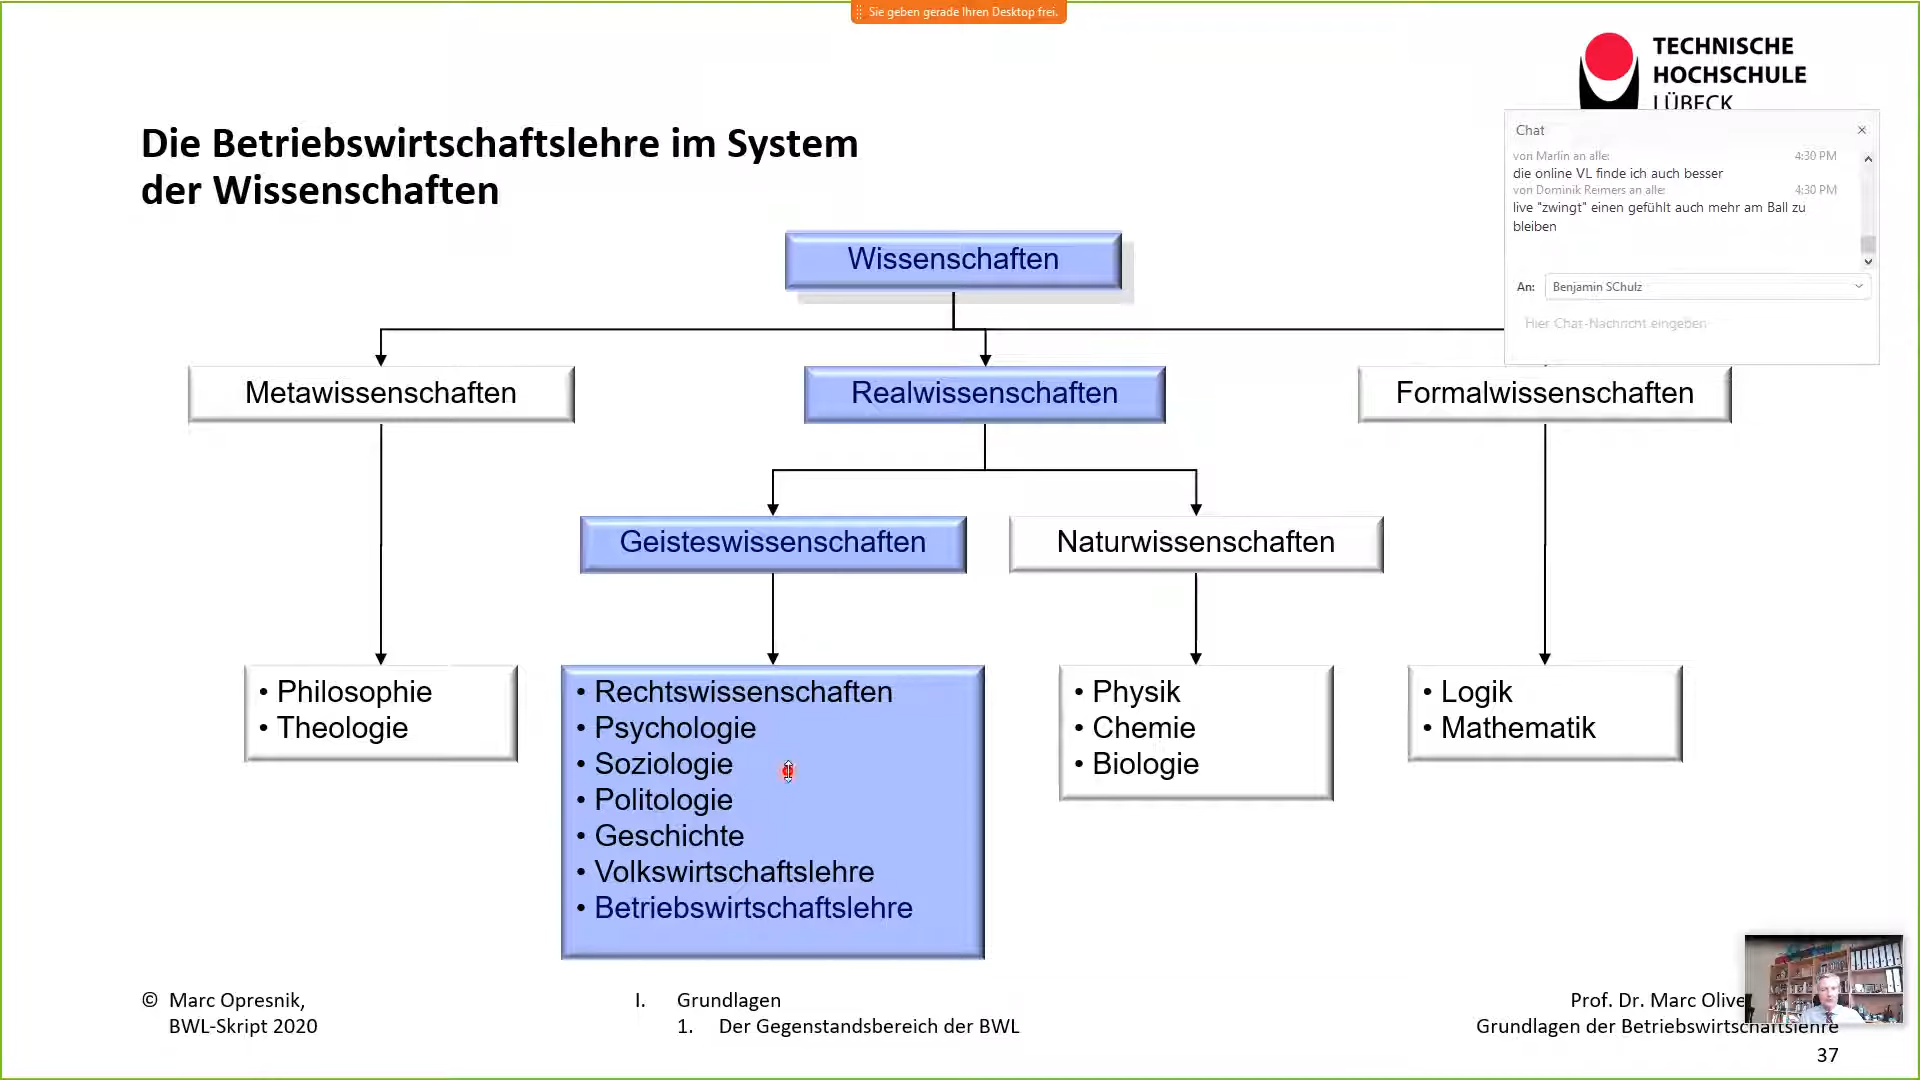 Sie geben gerade Ihren Desktop frei.
TECHNISCHE
HOCHSCHULE
LÜBECK
Die Betriebswirtschaftslehre im System
der Wissenschaften
Chat
von Marlin an alle: 4:30 PM
die online VL finde ich auch besser
von Dominik Reimers an alle: 4:30 PM
live "zwingt" einen gefühlt auch mehr am Ball zu
bleiben
An: Benjamin SChulz
Hier Chat-Nachricht eingeben
Wissenschaften
Metawissenschaften
Realwissenschaften
Formalwissenschaften
Geisteswissenschaften
Naturwissenschaften
• Philosophie
• Theologie
• Rechtswissenschaften
• Psychologie
• Soziologie
• Politologie
• Geschichte
• Volkswirtschaftslehre
• Betriebswirtschaftslehre
• Physik
• Chemie
• Biologie
• Logik
• Mathematik
© Marc Opresnik,
BWL-Skript 2020
I. Grundlagen
1. Der Gegenstandsbereich der BWL
Prof. Dr. Marc Olive
Grundlagen der Betriebswirtschaftslehre
37